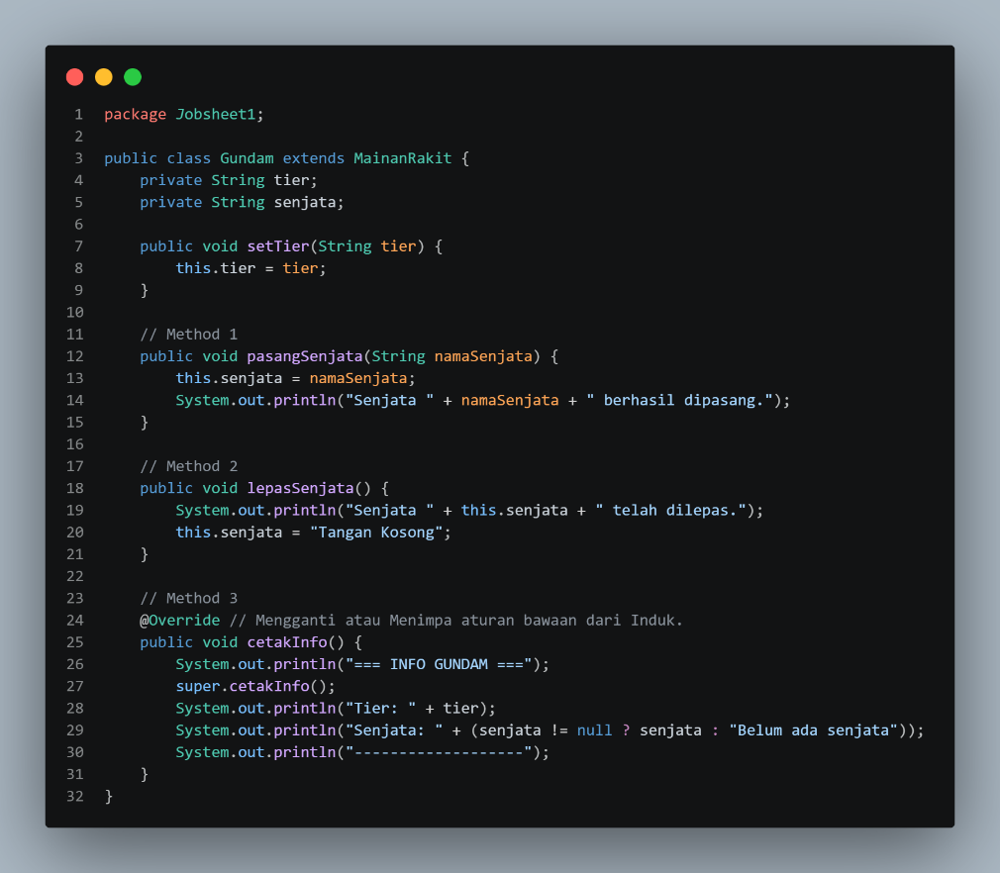 1 package Jobsheet1;
2
3 public class Gundam extends MainanRakit {
4     private String tier;
5     private String senjata;
6
7     public void setTier(String tier) {
8         this.tier = tier;
9     }
10
11     // Method 1
12     public void pasangSenjata(String namaSenjata) {
13         this.senjata = namaSenjata;
14         System.out.println("Senjata " + namaSenjata + " berhasil dipasang.");
15     }
16
17     // Method 2
18     public void lepasSenjata() {
19         System.out.println("Senjata " + this.senjata + " telah dilepas.");
20         this.senjata = "Tangan Kosong";
21     }
22
23     // Method 3
24     @Override // Mengganti atau Menimpa aturan bawaan dari Induk.
25     public void cetakInfo() {
26         System.out.println("=== INFO GUNDAM ===");
27         super.cetakInfo();
28         System.out.println("Tier: " + tier);
29         System.out.println("Senjata: " + (senjata != null ? senjata : "Belum ada senjata"));
30         System.out.println("-------------------");
31     }
32 }